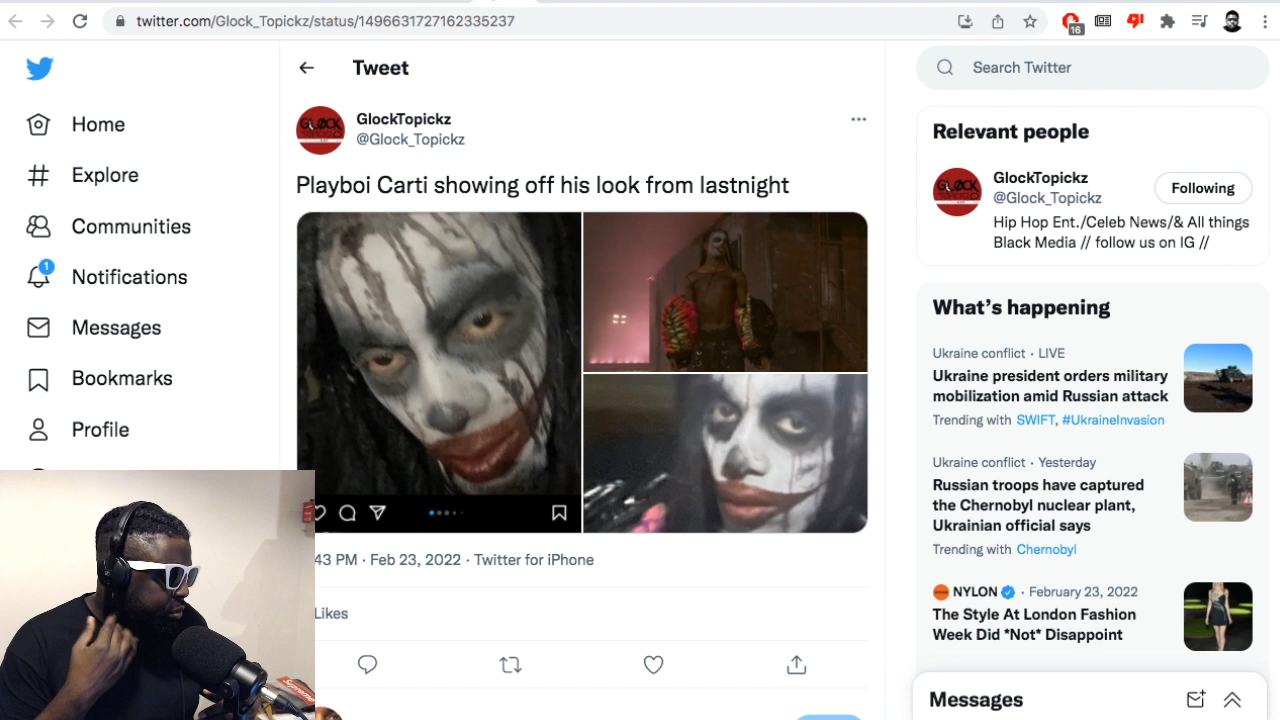 twitter.com/Glock_Topickz/status/1496631727162335237
16
Home
Explore
Communities
1
Notifications
Messages
Bookmarks
Profile
Tweet
GLOCK
GlockTopickz
@Glock_Topickz
Playboi Carti showing off his look from lastnight
43 PM · Feb 23, 2022 · Twitter for iPhone
Likes
Supreme
Search Twitter
Relevant people
GLOCK
GlockTopickz
@Glock_Topickz
Following
Hip Hop Ent./Celeb News/& All things
Black Media // follow us on IG //
What's happening
Ukraine conflict · LIVE
Ukraine president orders military
mobilization amid Russian attack
Trending with SWIFT, #UkraineInvasion
Ukraine conflict · Yesterday
Russian troops have captured
the Chernobyl nuclear plant,
Ukrainian official says
Trending with Chernobyl
NYLON · February 23, 2022
The Style At London Fashion
Week Did *Not* Disappoint
Messages